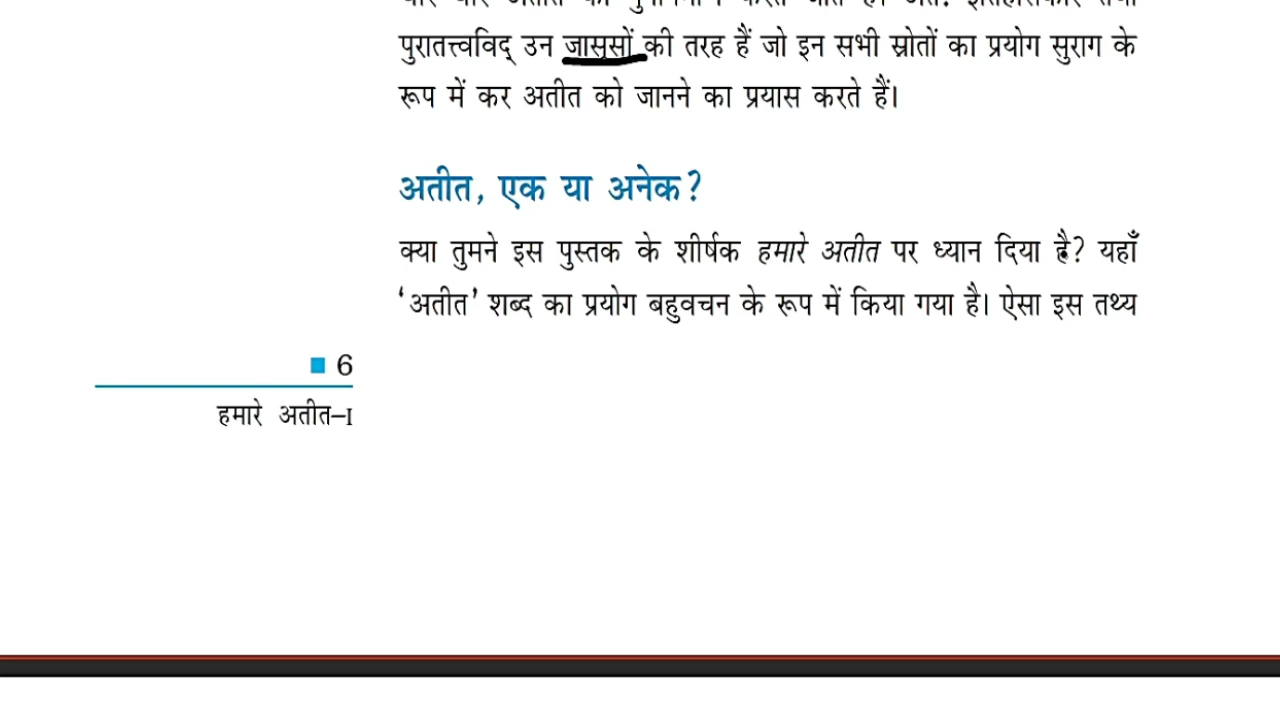 पुरातत्त्वविद् उन जासूसों की तरह हैं जो इन सभी स्रोतों का प्रयोग सुराग के
रूप में कर अतीत को जानने का प्रयास करते हैं।
अतीत, एक या अनेक?
क्या तुमने इस पुस्तक के शीर्षक हमारे अतीत पर ध्यान दिया है? यहाँ
‘अतीत’ शब्द का प्रयोग बहुवचन के रूप में किया गया है। ऐसा इस तथ्य
6
हमारे अतीत–I